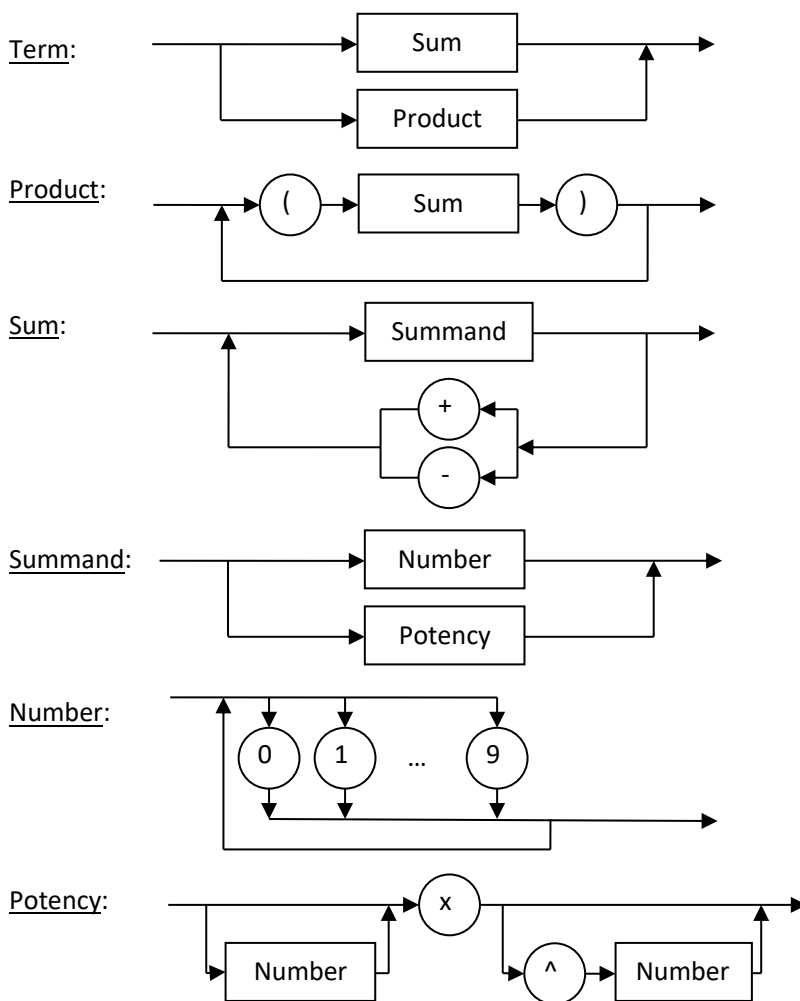 Term: Sum
Product
Product: ( Sum )
Sum: Summand
+
-
Summand: Number
Potency
Number:
0 1 ... 9
Potency: x
Number ^ Number